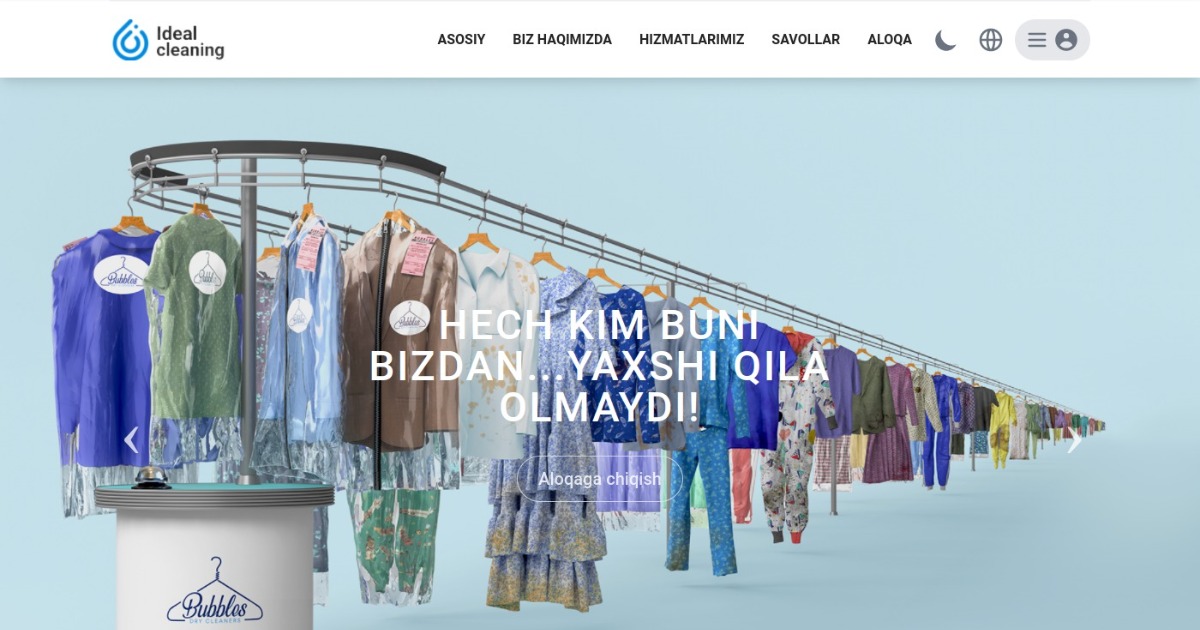 Ideal
cleaning
ASOSIY
BIZ HAQIMIZDA
HIZMATLARIMIZ
SAVOLLAR
ALOQA
Bubbles
Bubbles
HECH KIM BUNI
BIZDAN...YAXSHI QILA
OLMAYDI!
Aloqaga chiqish
Bubbles
DRY CLEANERS